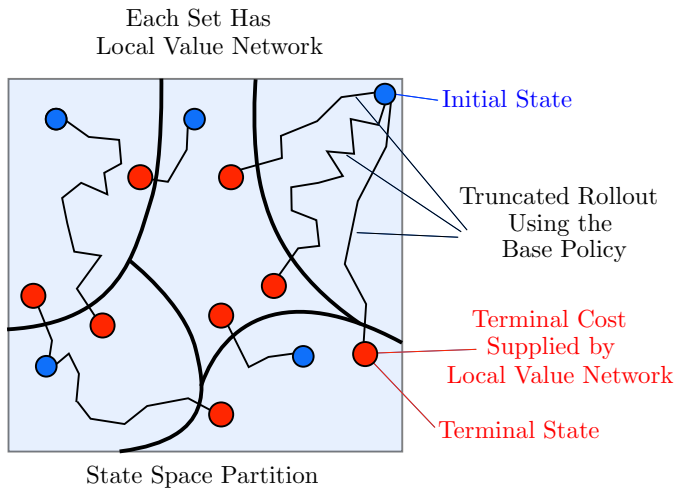 Each Set Has
Local Value Network
Initial State
Truncated Rollout
Using the
Base Policy
Terminal Cost
Supplied by
Local Value Network
Terminal State
State Space Partition